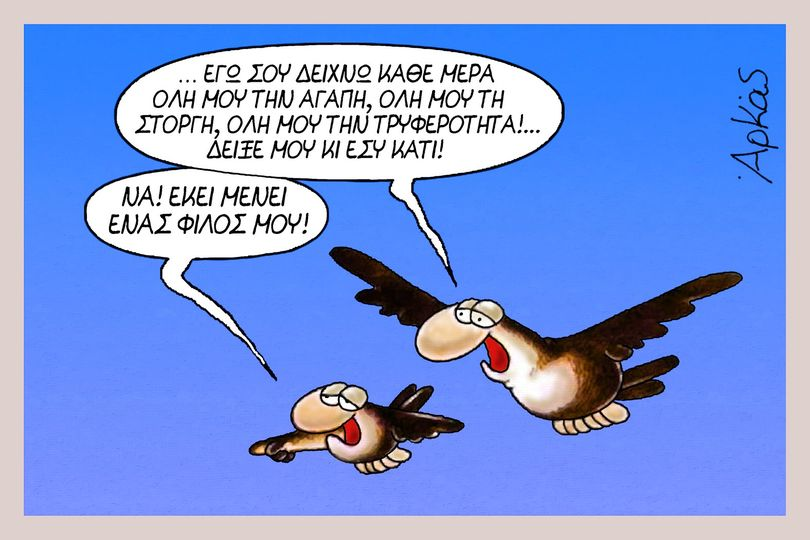 ... ΕΓΩ ΣΟΥ ΔΕΙΧΝΩ ΚΑΘΕ ΜΕΡΑ
ΟΛΗ ΜΟΥ ΤΗΝ ΑΓΑΠΗ, ΟΛΗ ΜΟΥ ΤΗ
ΣΤΟΡΓΗ, ΟΛΗ ΜΟΥ ΤΗΝ ΤΡΥΦΕΡΟΤΗΤΑ!...
ΔΕΙΞΕ ΜΟΥ ΚΙ ΕΣΥ ΚΑΤΙ!
ΝΑ! ΕΚΕΙ ΜΕΝΕΙ
ΕΝΑΣ ΦΙΛΟΣ ΜΟΥ!
Αρκάς